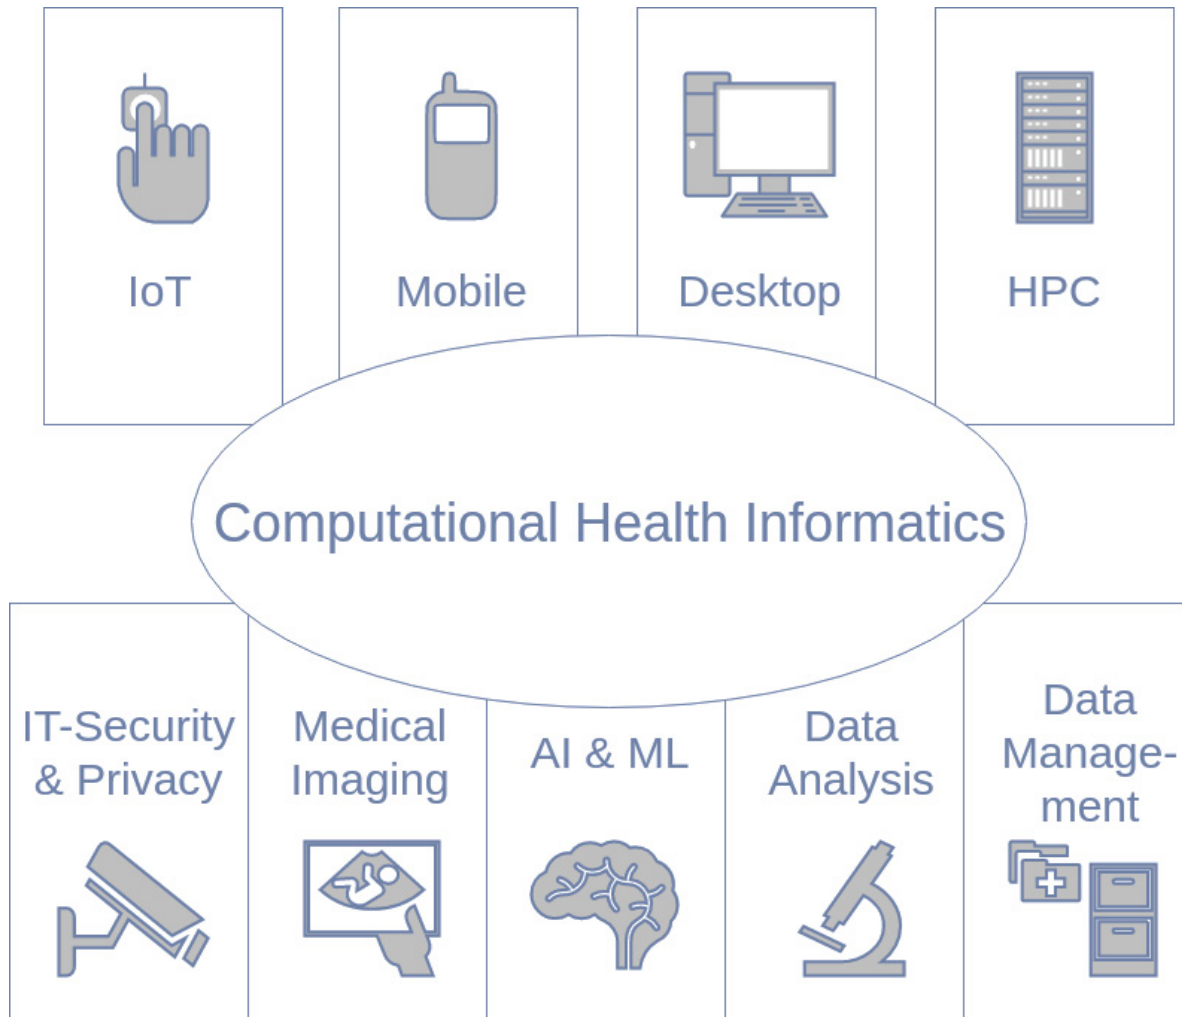 IoT
Mobile
Desktop
HPC
Computational Health Informatics
IT-Security
& Privacy
Medical
Imaging
AI & ML
Data
Analysis
Data
Manage-
ment